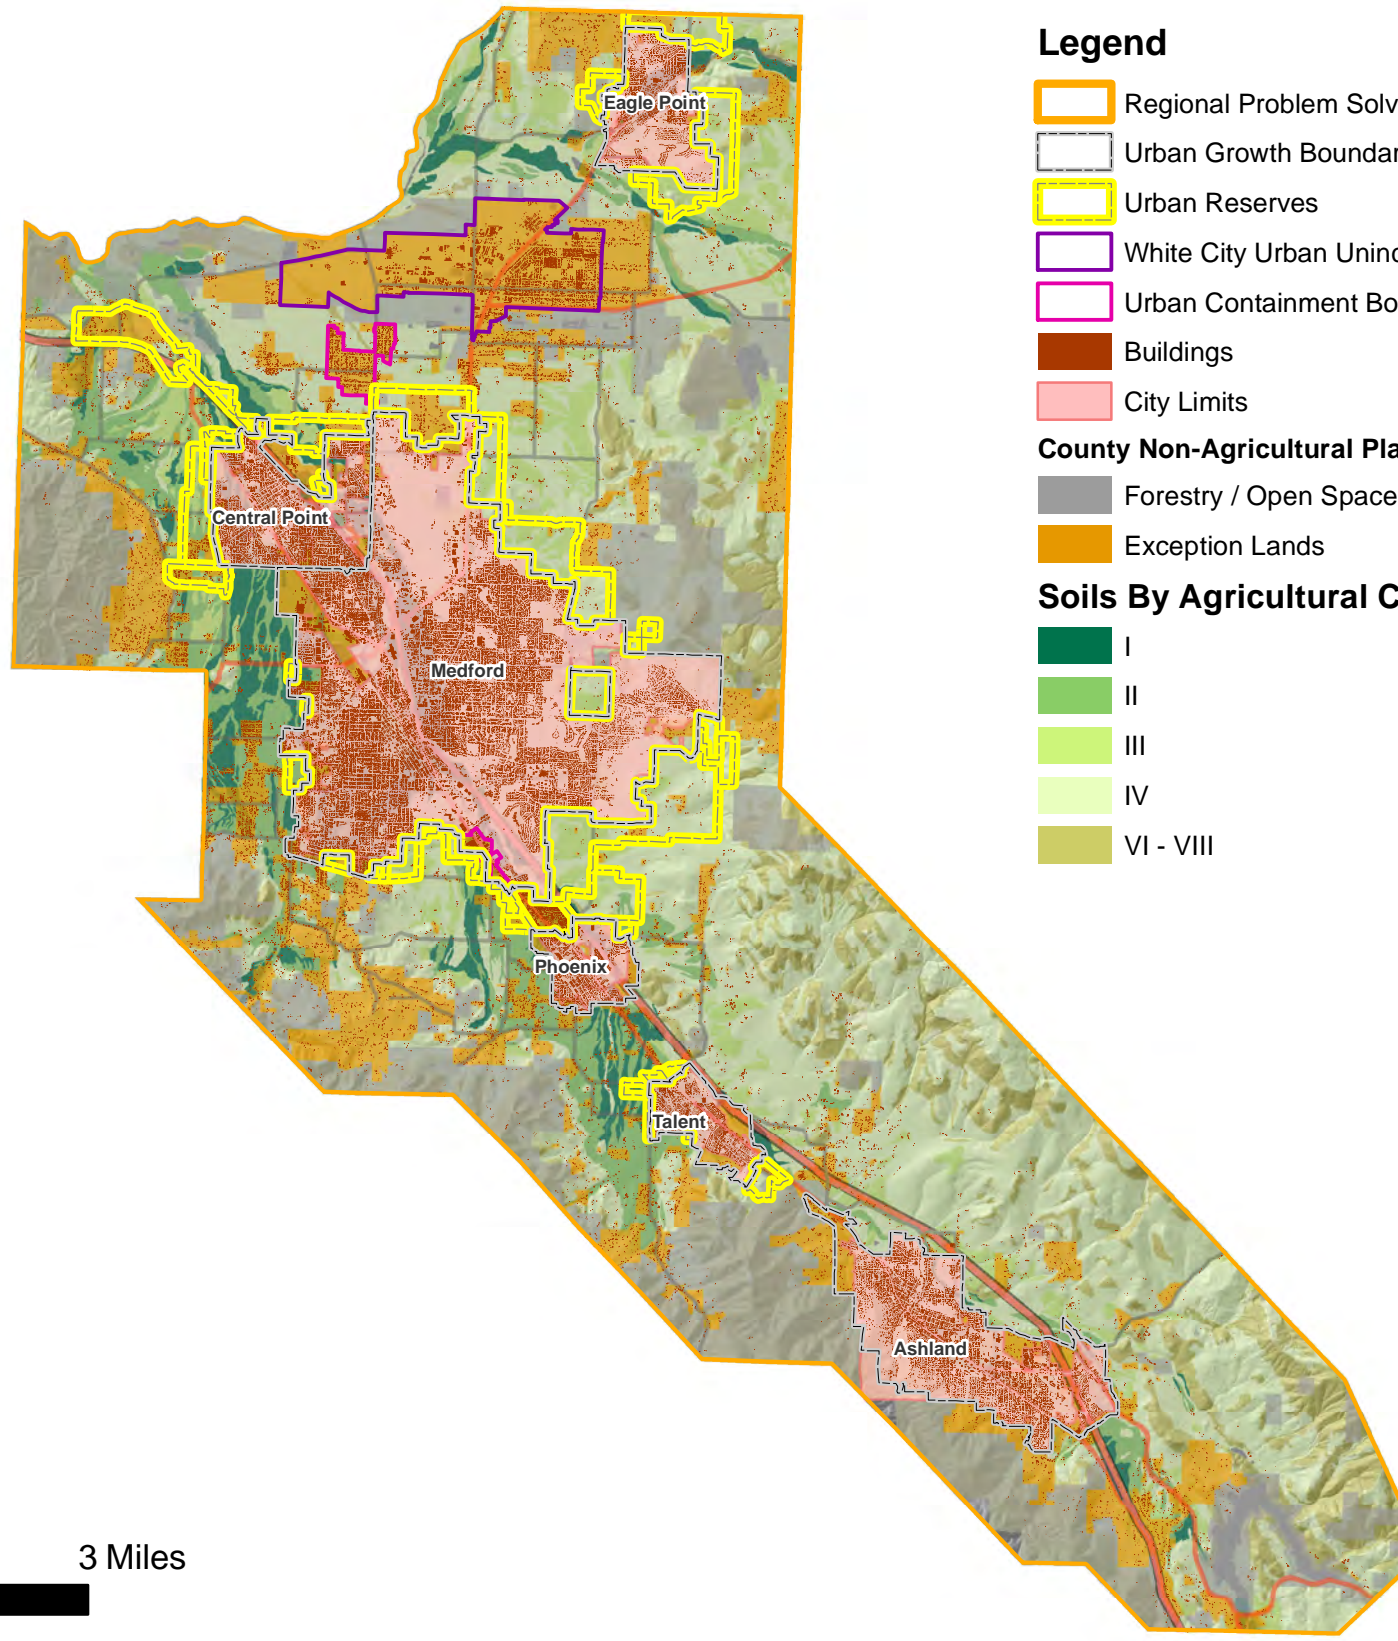 Legend
Regional Problem Solv
Urban Growth Boundar
Urban Reserves
White City Urban Uninc
Urban Containment Bo
Buildings
City Limits
County Non-Agricultural Pla
Forestry / Open Space
Exception Lands
Soils By Agricultural C
I
II
III
IV
VI - VIII
Eagle Point
Central Point
Medford
Phoenix
Talent
Ashland
3 Miles